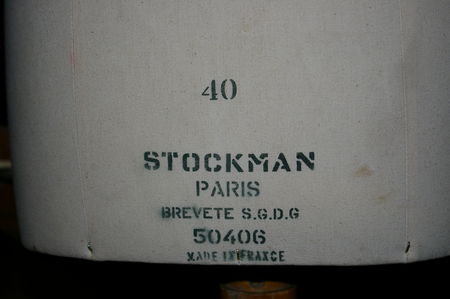 40
STOCKMAN
PARIS
BREVETE S.G.D.G
50406
MADE IN FRANCE